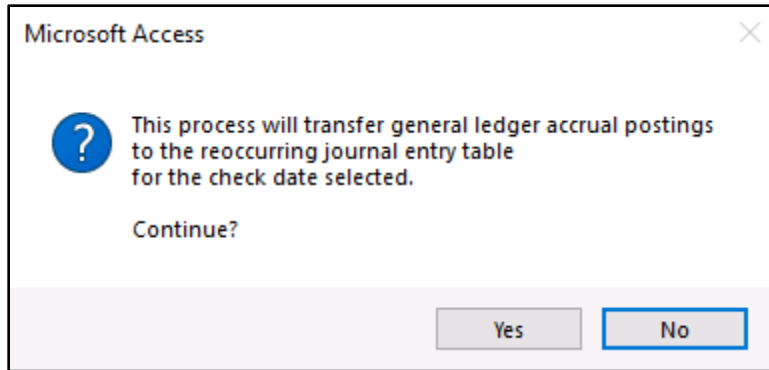 Microsoft Access
?
This process will transfer general ledger accrual postings
to the reoccurring journal entry table
for the check date selected.
Continue?
Yes
No